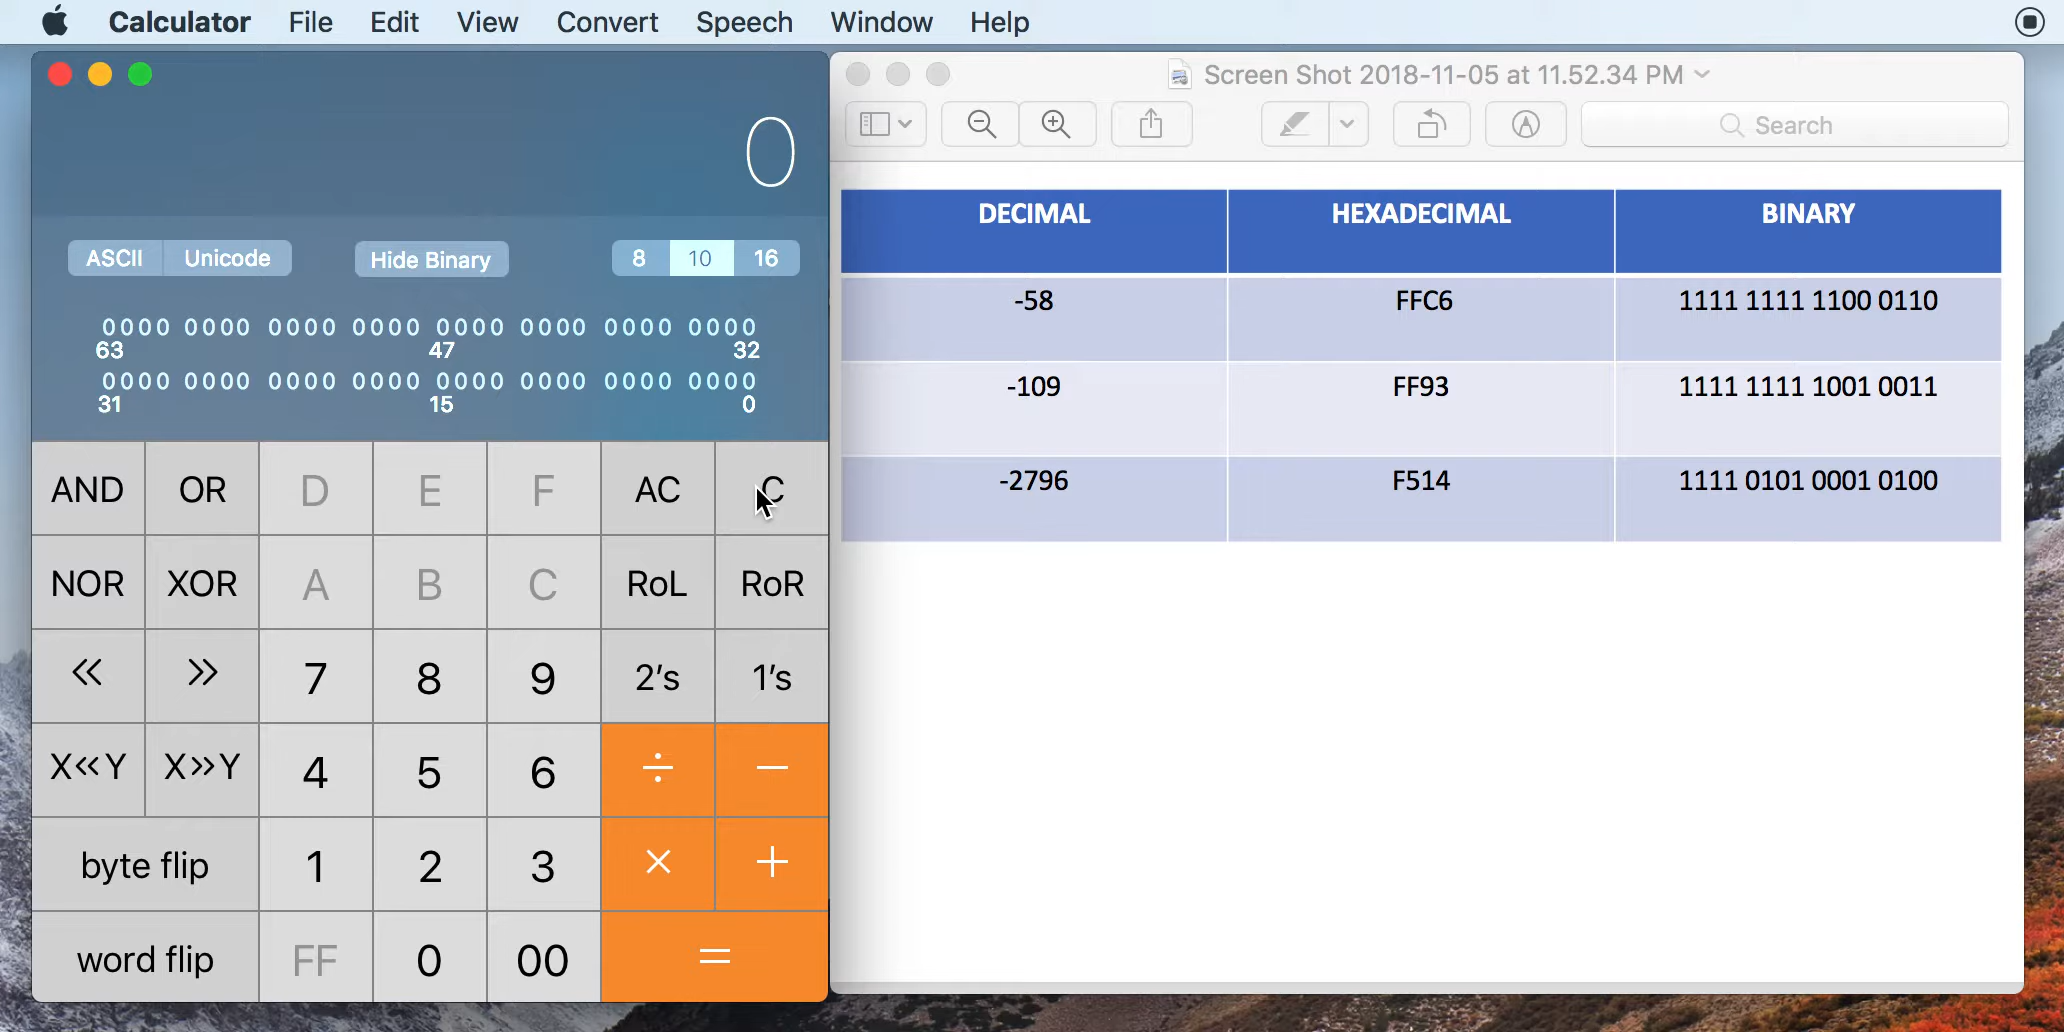 Calculator File Edit View Convert Speech Window Help
0
ASCII Unicode Hide Binary 8 10 16
0000 0000 0000 0000 0000 0000 0000 0000
63 47 32
0000 0000 0000 0000 0000 0000 0000 0000
31 15 0
AND OR D E F AC C
NOR XOR A B C RoL RoR
« » 7 8 9 2's 1's
X«Y X»Y 4 5 6 ÷ −
byte flip 1 2 3 × +
word flip FF 0 00 =
Screen Shot 2018-11-05 at 11.52.34 PM
Search
DECIMAL HEXADECIMAL BINARY
-58 FFC6 1111 1111 1100 0110
-109 FF93 1111 1111 1001 0011
-2796 F514 1111 0101 0001 0100